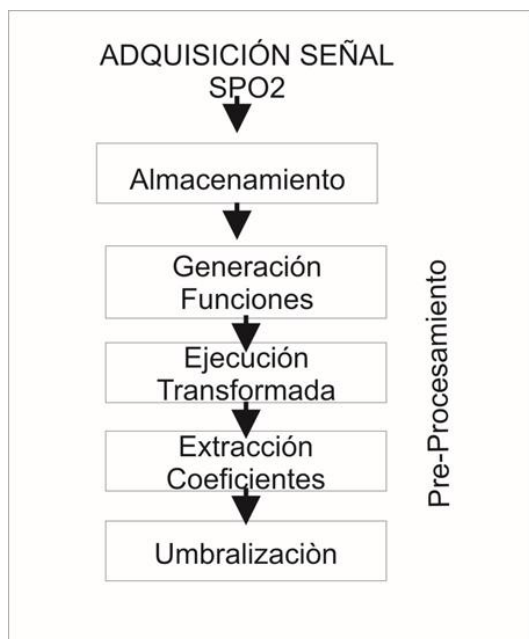 ADQUISICIÓN SEÑAL
SPO2
Almacenamiento
Generación
Funciones
Ejecución
Transformada
Extracción
Coeficientes
Umbralizaciòn
Pre-Procesamiento